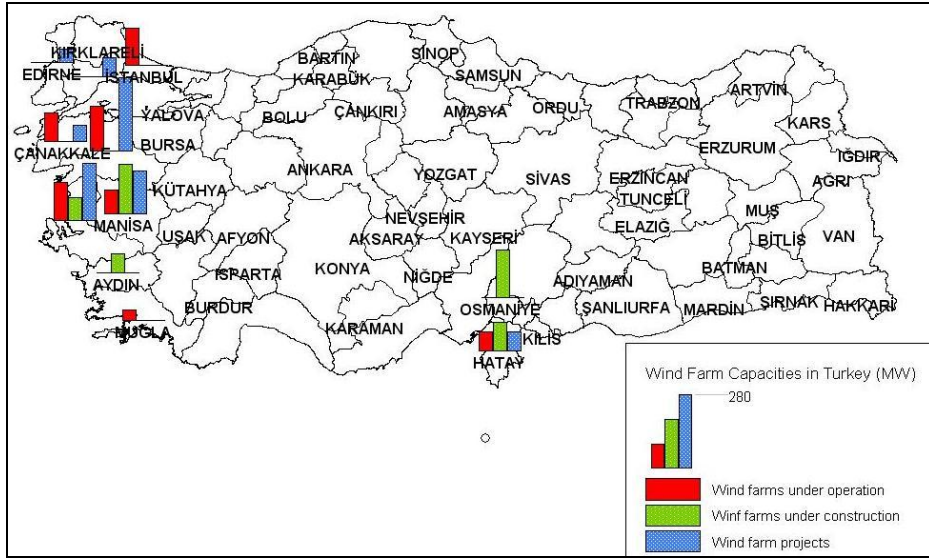 KIRKLARELİ
EDİRNE
İSTANBUL
BARTIN
KARABÜK
SİNOP
SAMSUN
ARTVİN
YALOVA
BOLU
ÇANKIRI
AMASYA
ORDU
TRABZON
KARS
ÇANAKKALE
BURSA
ANKARA
YOZGAT
SİVAS
ERZURUM
IĞDIR
ERZİNCAN
AĞRI
KÜTAHYA
TUNCELİ
MANİSA
UŞAK
AFYON
NEVŞEHİR
AKSARAY
KAYSERİ
ELAZIĞ
MUŞ
BİTLİS
VAN
AYDIN
ISPARTA
KONYA
NİĞDE
ADIYAMAN
BATMAN
BURDUR
OSMANİYE
ŞANLIURFA
MARDİN
ŞIRNAK
HAKKARİ
MUĞLA
KARAMAN
KİLİS
HATAY
Wind Farm Capacities in Turkey (MW)
280
Wind farms under operation
Winf farms under construction
Wind farm projects